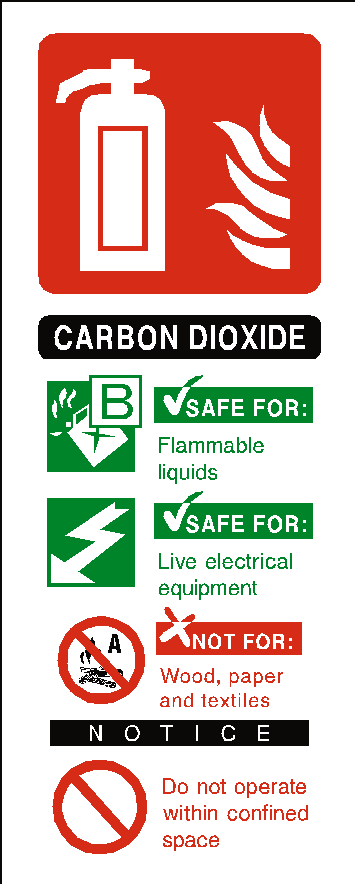 CARBON DIOXIDE
B
SAFE FOR:
Flammable
liquids
SAFE FOR:
Live electrical
equipment
A
NOT FOR:
Wood, paper
and textiles
NOTICE
Do not operate
within confined
space